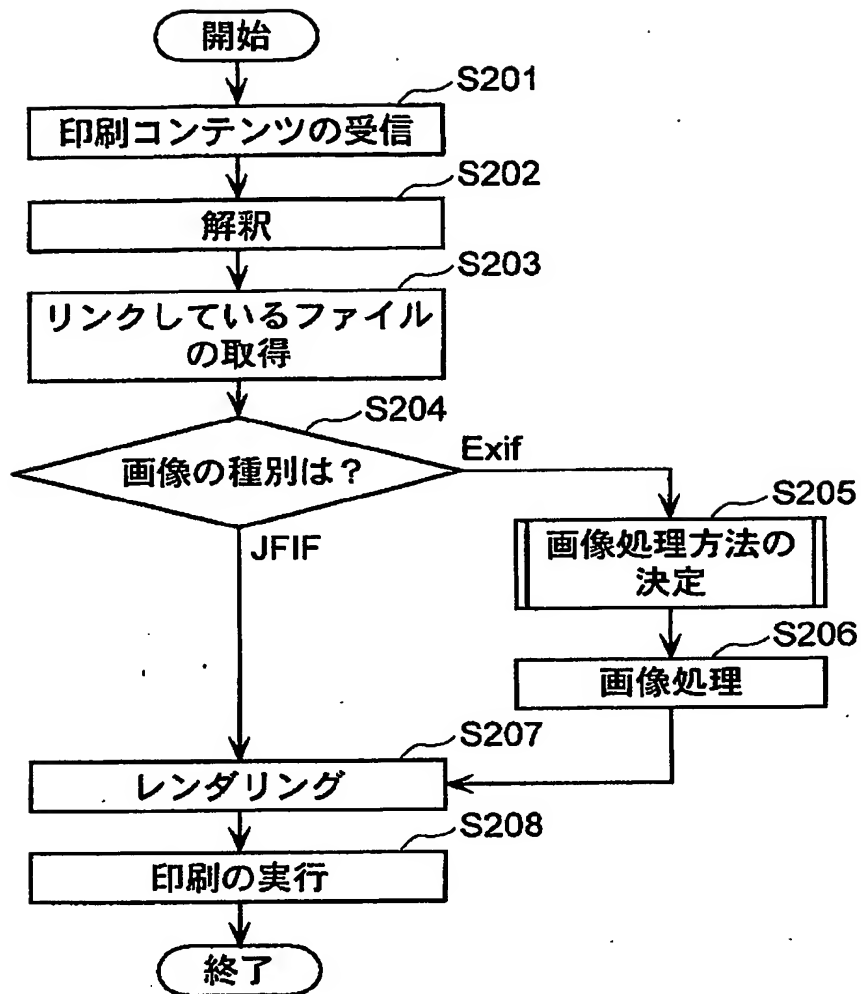 開始
S201
印刷コンテンツの受信
S202
解釈
S203
リンクしているファイル
の取得
S204
画像の種別は?
Exif
JFIF
S205
画像処理方法の
決定
S206
画像処理
S207
レンダリング
S208
印刷の実行
終了